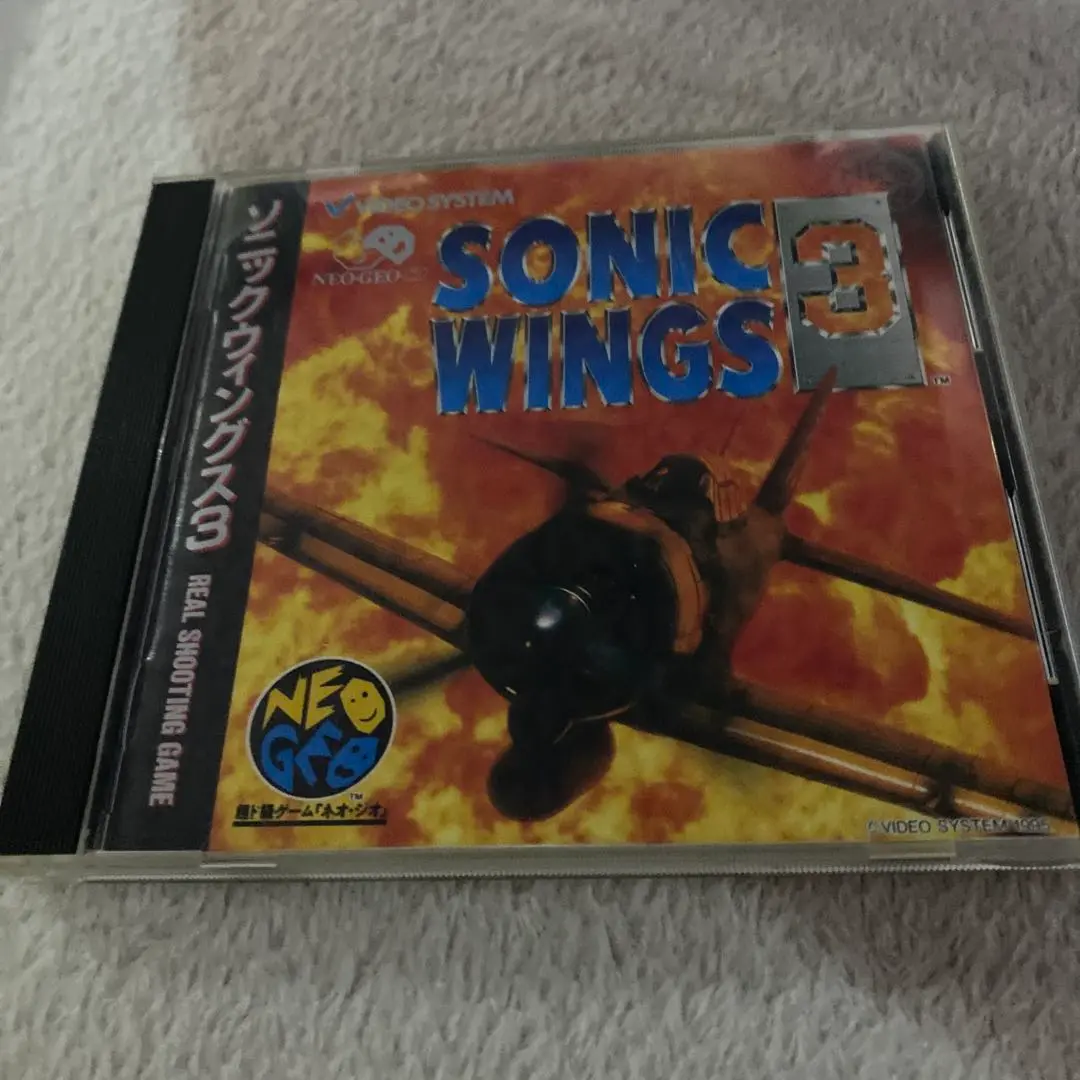 ソニックウィングス3 REAL SHOOTING GAME
VIDEO SYSTEM
NEO·GEO CD
SONIC
WINGS 3
TM
NEO
GEO
TM
超ド級ゲーム「ネオ・ジオ」
© VIDEO SYSTEM 1995